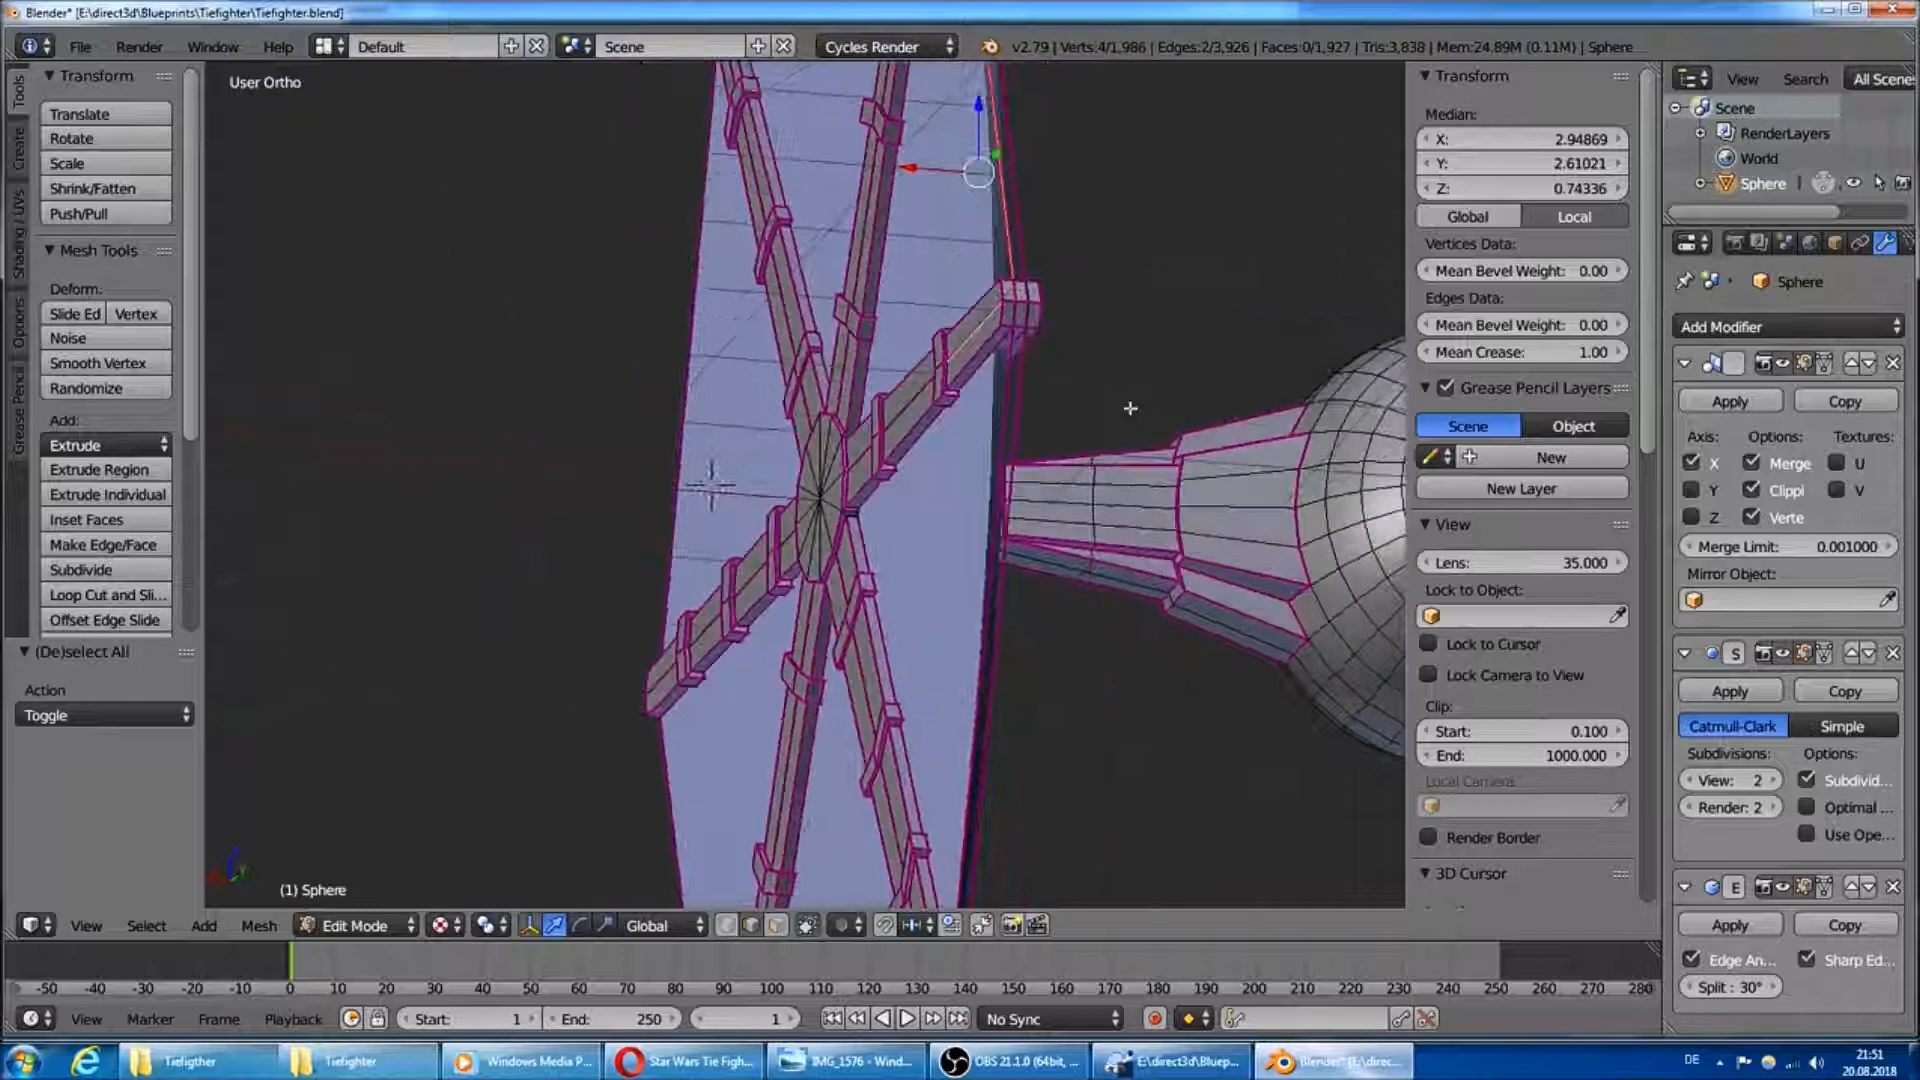 Blender* [E:\direct3d\Blueprints\Tiefighter\Tiefighter.blend]
File Render Window Help Default Scene Cycles Render v2.79 | Verts:4/1,986 | Edges:2/3,926 | Faces:0/1,927 | Tris:3,838 | Mem:24.89M (0.11M) | Sphere
Tools
Create
Shading / UVs
Options
Grease Pencil
Transform
Translate
Rotate
Scale
Shrink/Fatten
Push/Pull
Mesh Tools
Deform:
Slide Ed Vertex
Noise
Smooth Vertex
Randomize
Add:
Extrude
Extrude Region
Extrude Individual
Inset Faces
Make Edge/Face
Subdivide
Loop Cut and Sli...
Offset Edge Slide
(De)select All
Action
Toggle
User Ortho
(1) Sphere
Transform
Median:
X: 2.94869
Y: 2.61021
Z: 0.74336
Global Local
Vertices Data:
Mean Bevel Weight: 0.00
Edges Data:
Mean Bevel Weight: 0.00
Mean Crease: 1.00
Grease Pencil Layers
Scene Object
New
New Layer
View
Lens: 35.000
Lock to Object:
Lock to Cursor
Lock Camera to View
Clip:
Start: 0.100
End: 1000.000
Local Camera:
Render Border
3D Cursor
View Search All Scene
Scene
RenderLayers
World
Sphere
Sphere
Add Modifier
Apply Copy
Axis: Options: Textures:
X Merge U
Y Clippi V
Z Verte
Merge Limit: 0.001000
Mirror Object:
S
Apply Copy
Catmull-Clark Simple
Subdivisions: Options:
View: 2 Subdivid...
Render: 2 Optimal ...
Use Ope...
E
Apply Copy
Edge An... Sharp Ed...
Split : 30°
View Select Add Mesh Edit Mode Global
-50 -40 -30 -20 -10 0 10 20 30 40 50 60 70 80 90 100 110 120 130 140 150 160 170 180 190 200 210 220 230 240 250 260 270 280
View Marker Frame Playback Start: 1 End: 250 1 No Sync
Tiefigther Tiefighter Windows Media P... Star Wars Tie Figh... IMG_1576 - Wind... OBS 21.1.0 (64bit, ... E:\direct3d\Bluep... Blender* [E:\direc... DE 21:51
20.08.2018